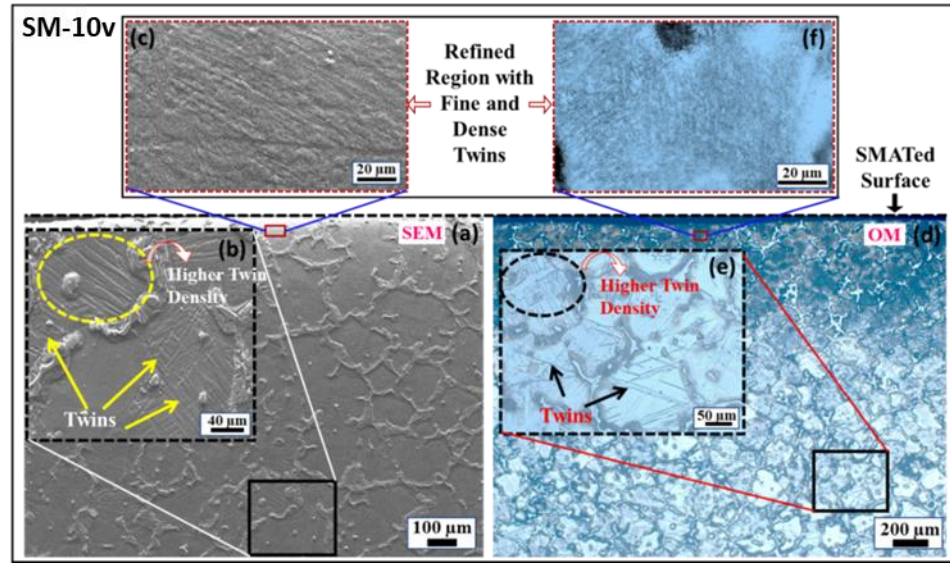 SM-10v
(c)
20 µm
Refined
Region with
Fine and
Dense
Twins
(f)
20 µm
SMATed
Surface
SEM
(a)
(b)
Higher Twin
Density
Twins
40 µm
100 µm
OM
(d)
(e)
Higher Twin
Density
Twins
50 µm
200 µm